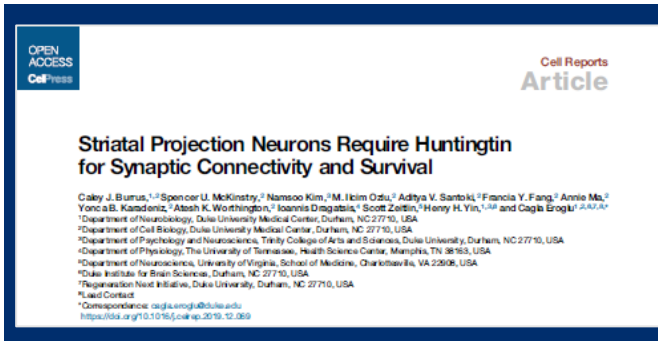 OPEN
ACCESS
CellPress
Cell Reports
Article
Striatal Projection Neurons Require Huntingtin
for Synaptic Connectivity and Survival
Caley J. Burrus,1,2 Spencer U. McKinstry,2 Namsoo Kim,3 M. Ilcim Ozlu,2 Aditya V. Santoki,2 Francia Y. Fang,2 Annie Ma,2
Yonca B. Karadeniz,2 Atesh K. Worthington,2 Ioannis Dragatsis,4 Scott Zeitlin,5 Henry H. Yin,1,3,6 and Cagla Eroglu1,2,6,7,8,*
1Department of Neurobiology, Duke University Medical Center, Durham, NC 27710, USA
2Department of Cell Biology, Duke University Medical Center, Durham, NC 27710, USA
3Department of Psychology and Neuroscience, Trinity College of Arts and Sciences, Duke University, Durham, NC 27710, USA
4Department of Physiology, The University of Tennessee, Health Science Center, Memphis, TN 38163, USA
5Department of Neuroscience, University of Virginia, School of Medicine, Charlottesville, VA 22908, USA
6Duke Institute for Brain Sciences, Durham, NC 27710, USA
7Regeneration Next Initiative, Duke University, Durham, NC 27710, USA
8Lead Contact
*Correspondence: cagla.eroglu@duke.edu
https://doi.org/10.1016/j.celrep.2019.12.069